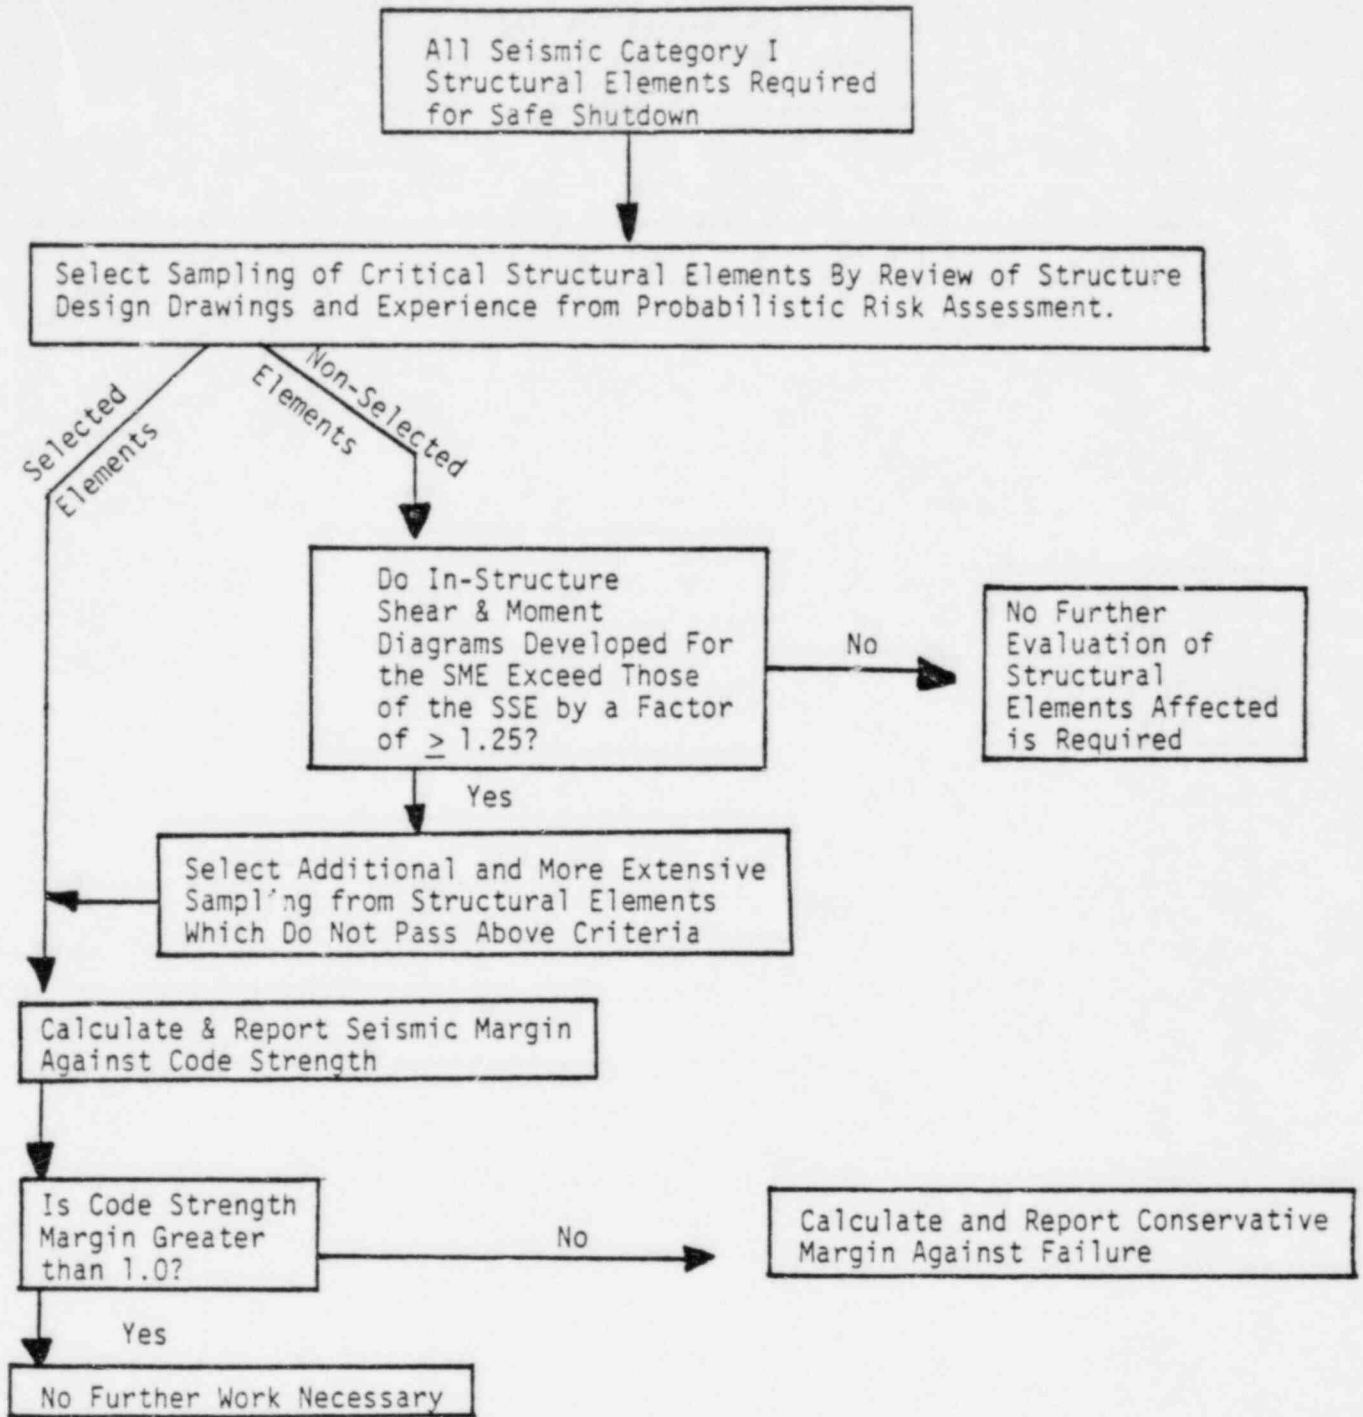 All Seismic Category I
Structural Elements Required
for Safe Shutdown
Select Sampling of Critical Structural Elements By Review of Structure
Design Drawings and Experience from Probabilistic Risk Assessment.
Selected
Elements
Non-Selected
Elements
Do In-Structure
Shear & Moment
Diagrams Developed For
the SME Exceed Those
of the SSE by a Factor
of ≥ 1.25?
No
No Further
Evaluation of
Structural
Elements Affected
is Required
Yes
Select Additional and More Extensive
Sampling from Structural Elements
Which Do Not Pass Above Criteria
Calculate & Report Seismic Margin
Against Code Strength
Is Code Strength
Margin Greater
than 1.0?
No
Calculate and Report Conservative
Margin Against Failure
Yes
No Further Work Necessary